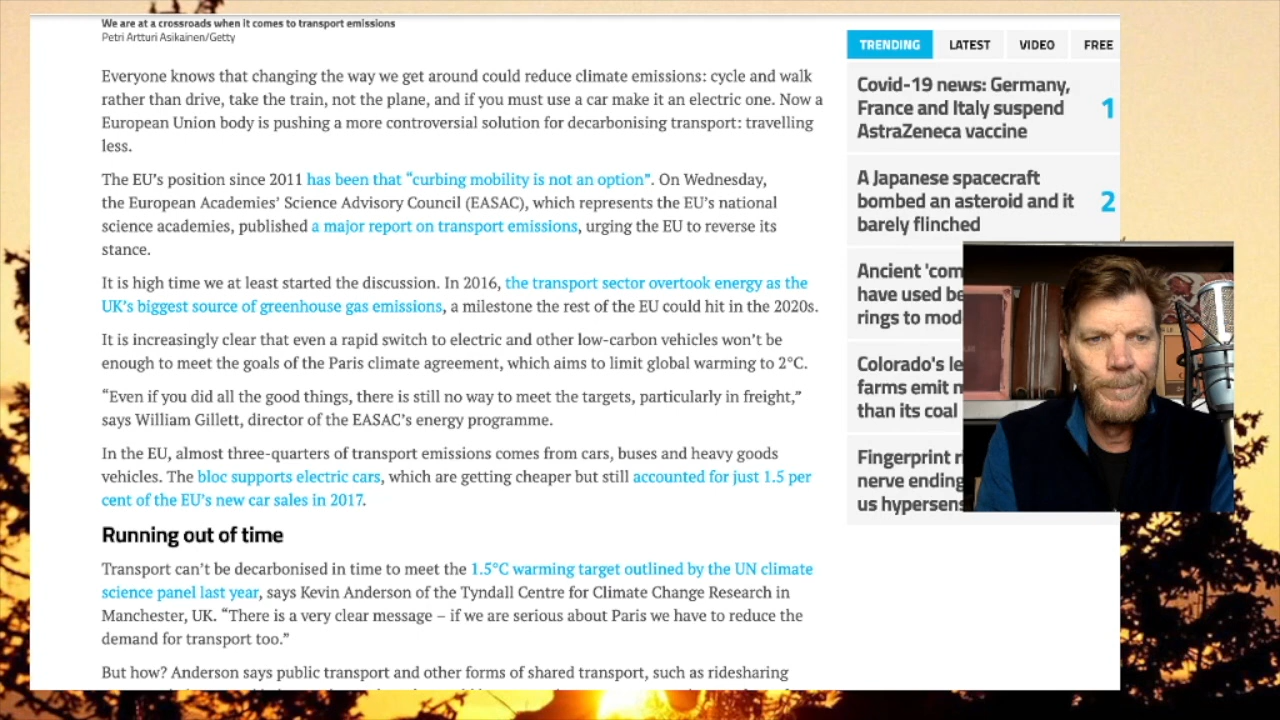 We are at a crossroads when it comes to transport emissions
Petri Artturi Asikainen/Getty
Everyone knows that changing the way we get around could reduce climate emissions: cycle and walk
rather than drive, take the train, not the plane, and if you must use a car make it an electric one. Now a
European Union body is pushing a more controversial solution for decarbonising transport: travelling
less.
The EU’s position since 2011 has been that “curbing mobility is not an option”. On Wednesday,
the European Academies’ Science Advisory Council (EASAC), which represents the EU’s national
science academies, published a major report on transport emissions, urging the EU to reverse its
stance.
It is high time we at least started the discussion. In 2016, the transport sector overtook energy as the
UK’s biggest source of greenhouse gas emissions, a milestone the rest of the EU could hit in the 2020s.
It is increasingly clear that even a rapid switch to electric and other low-carbon vehicles won’t be
enough to meet the goals of the Paris climate agreement, which aims to limit global warming to 2°C.
“Even if you did all the good things, there is still no way to meet the targets, particularly in freight,”
says William Gillett, director of the EASAC’s energy programme.
In the EU, almost three-quarters of transport emissions comes from cars, buses and heavy goods
vehicles. The bloc supports electric cars, which are getting cheaper but still accounted for just 1.5 per
cent of the EU’s new car sales in 2017.
Running out of time
Transport can’t be decarbonised in time to meet the 1.5°C warming target outlined by the UN climate
science panel last year, says Kevin Anderson of the Tyndall Centre for Climate Change Research in
Manchester, UK. “There is a very clear message – if we are serious about Paris we have to reduce the
demand for transport too.”
But how? Anderson says public transport and other forms of shared transport, such as ridesharing
TRENDING LATEST VIDEO FREE
Covid-19 news: Germany,
France and Italy suspend 1
AstraZeneca vaccine
A Japanese spacecraft
bombed an asteroid and it 2
barely flinched
Ancient 'com
have used be
rings to mod
Colorado's le
farms emit
than its coal
Fingerprint
nerve ending
us hypersens